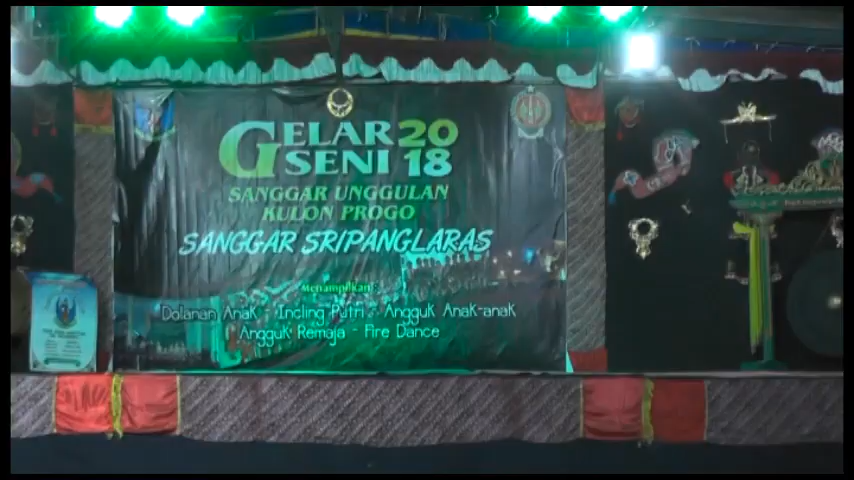 GELAR SENI 2018
SANGGAR UNGGULAN
KULON PROGO
SANGGAR SRIPANGLARAS
Menampilkan :
Dolanan Anak - Incling Putri - Angguk Anak-anak
Angguk Remaja - Fire Dance